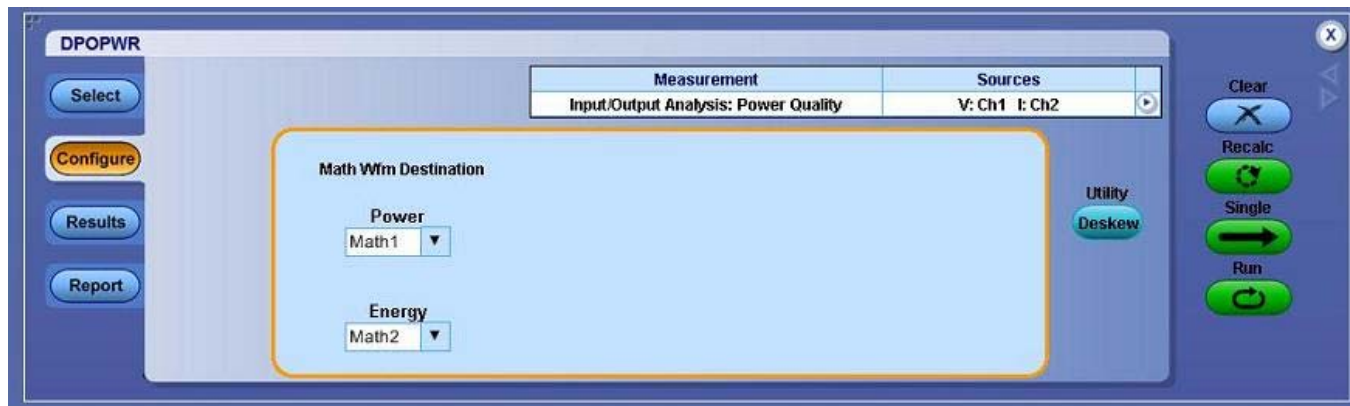 DPOPWR
X
Select
Configure
Results
Report
Measurement Sources
Input/Output Analysis: Power Quality V: Ch1 I: Ch2
Math Wfm Destination
Power
Math1
Energy
Math2
Utility
Deskew
Clear
Recalc
Single
Run